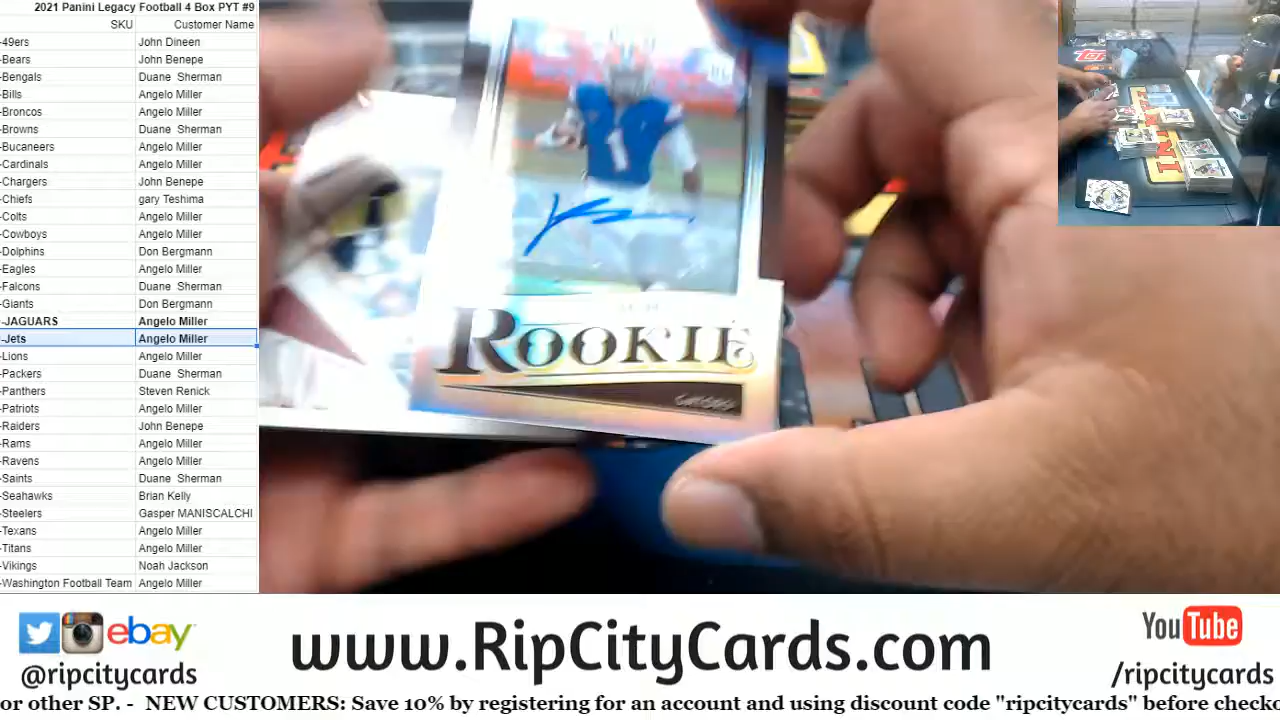 2021 Panini Legacy Football 4 Box PYT #9
SKU Customer Name
-49ers John Dineen
-Bears John Benepe
-Bengals Duane Sherman
-Bills Angelo Miller
-Broncos Angelo Miller
-Browns Duane Sherman
-Bucaneers Angelo Miller
-Cardinals Angelo Miller
-Chargers John Benepe
-Chiefs gary Teshima
-Colts Angelo Miller
-Cowboys Angelo Miller
-Dolphins Don Bergmann
-Eagles Angelo Miller
-Falcons Duane Sherman
-Giants Don Bergmann
-JAGUARS Angelo Miller
-Jets Angelo Miller
-Lions Angelo Miller
-Packers Duane Sherman
-Panthers Steven Renick
-Patriots Angelo Miller
-Raiders John Benepe
-Rams Angelo Miller
-Ravens Angelo Miller
-Saints Duane Sherman
-Seahawks Brian Kelly
-Steelers Gasper MANISCALCHI
-Texans Angelo Miller
-Titans Angelo Miller
-Vikings Noah Jackson
-Washington Football Team Angelo Miller
1
ROOKIE
GATORS
ebay
@ripcitycards
www.RipCityCards.com
YouTube
/ripcitycards
or other SP. - NEW CUSTOMERS: Save 10% by registering for an account and using discount code "ripcitycards" before checko